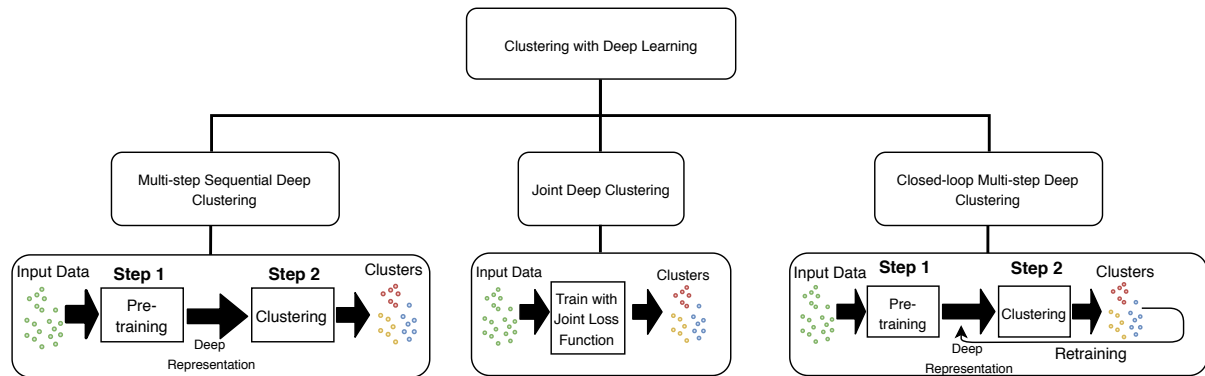 Clustering with Deep Learning
Multi-step Sequential Deep
Clustering
Joint Deep Clustering
Closed-loop Multi-step Deep
Clustering
Input Data
Step 1
Step 2
Clusters
Pre-
training
Clustering
Deep
Representation
Input Data
Clusters
Train with
Joint Loss
Function
Input Data
Step 1
Step 2
Clusters
Pre-
training
Clustering
Deep
Representation
Retraining